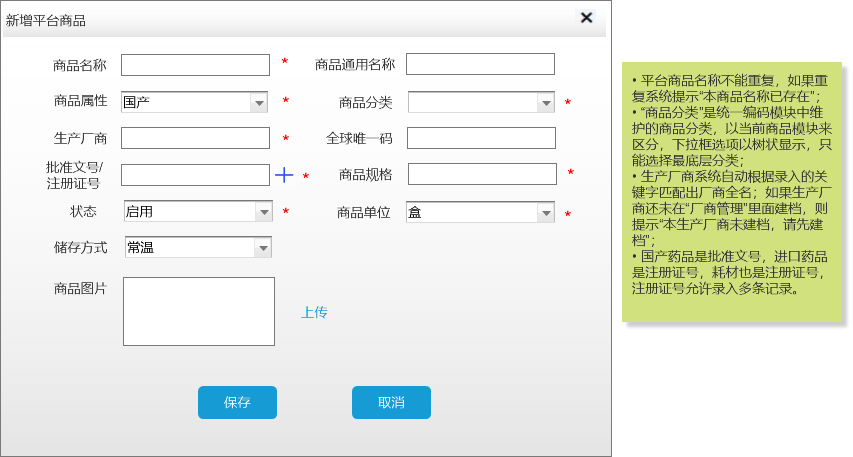 新增平台商品
商品名称 * 商品通用名称
商品属性 国产 * 商品分类 *
生产厂商 * 全球唯一码
批准文号/
注册证号 * 商品规格 *
状态 启用 * 商品单位 盒 *
储存方式 常温
商品图片
上传
保存 取消
• 平台商品名称不能重复，如果重
复系统提示“本商品名称已存在”；
• “商品分类”是统一编码模块中维
护的商品分类，以当前商品模块来
区分，下拉框选项以树状显示，只
能选择最底层分类；
• 生产厂商系统自动根据录入的关
键字匹配出厂商全名；如果生产厂
商还未在“厂商管理”里面建档，则
提示“本生产厂商未建档，请先建
档”；
• 国产药品是批准文号，进口药品
是注册证号，耗材也是注册证号，
注册证号允许录入多条记录。